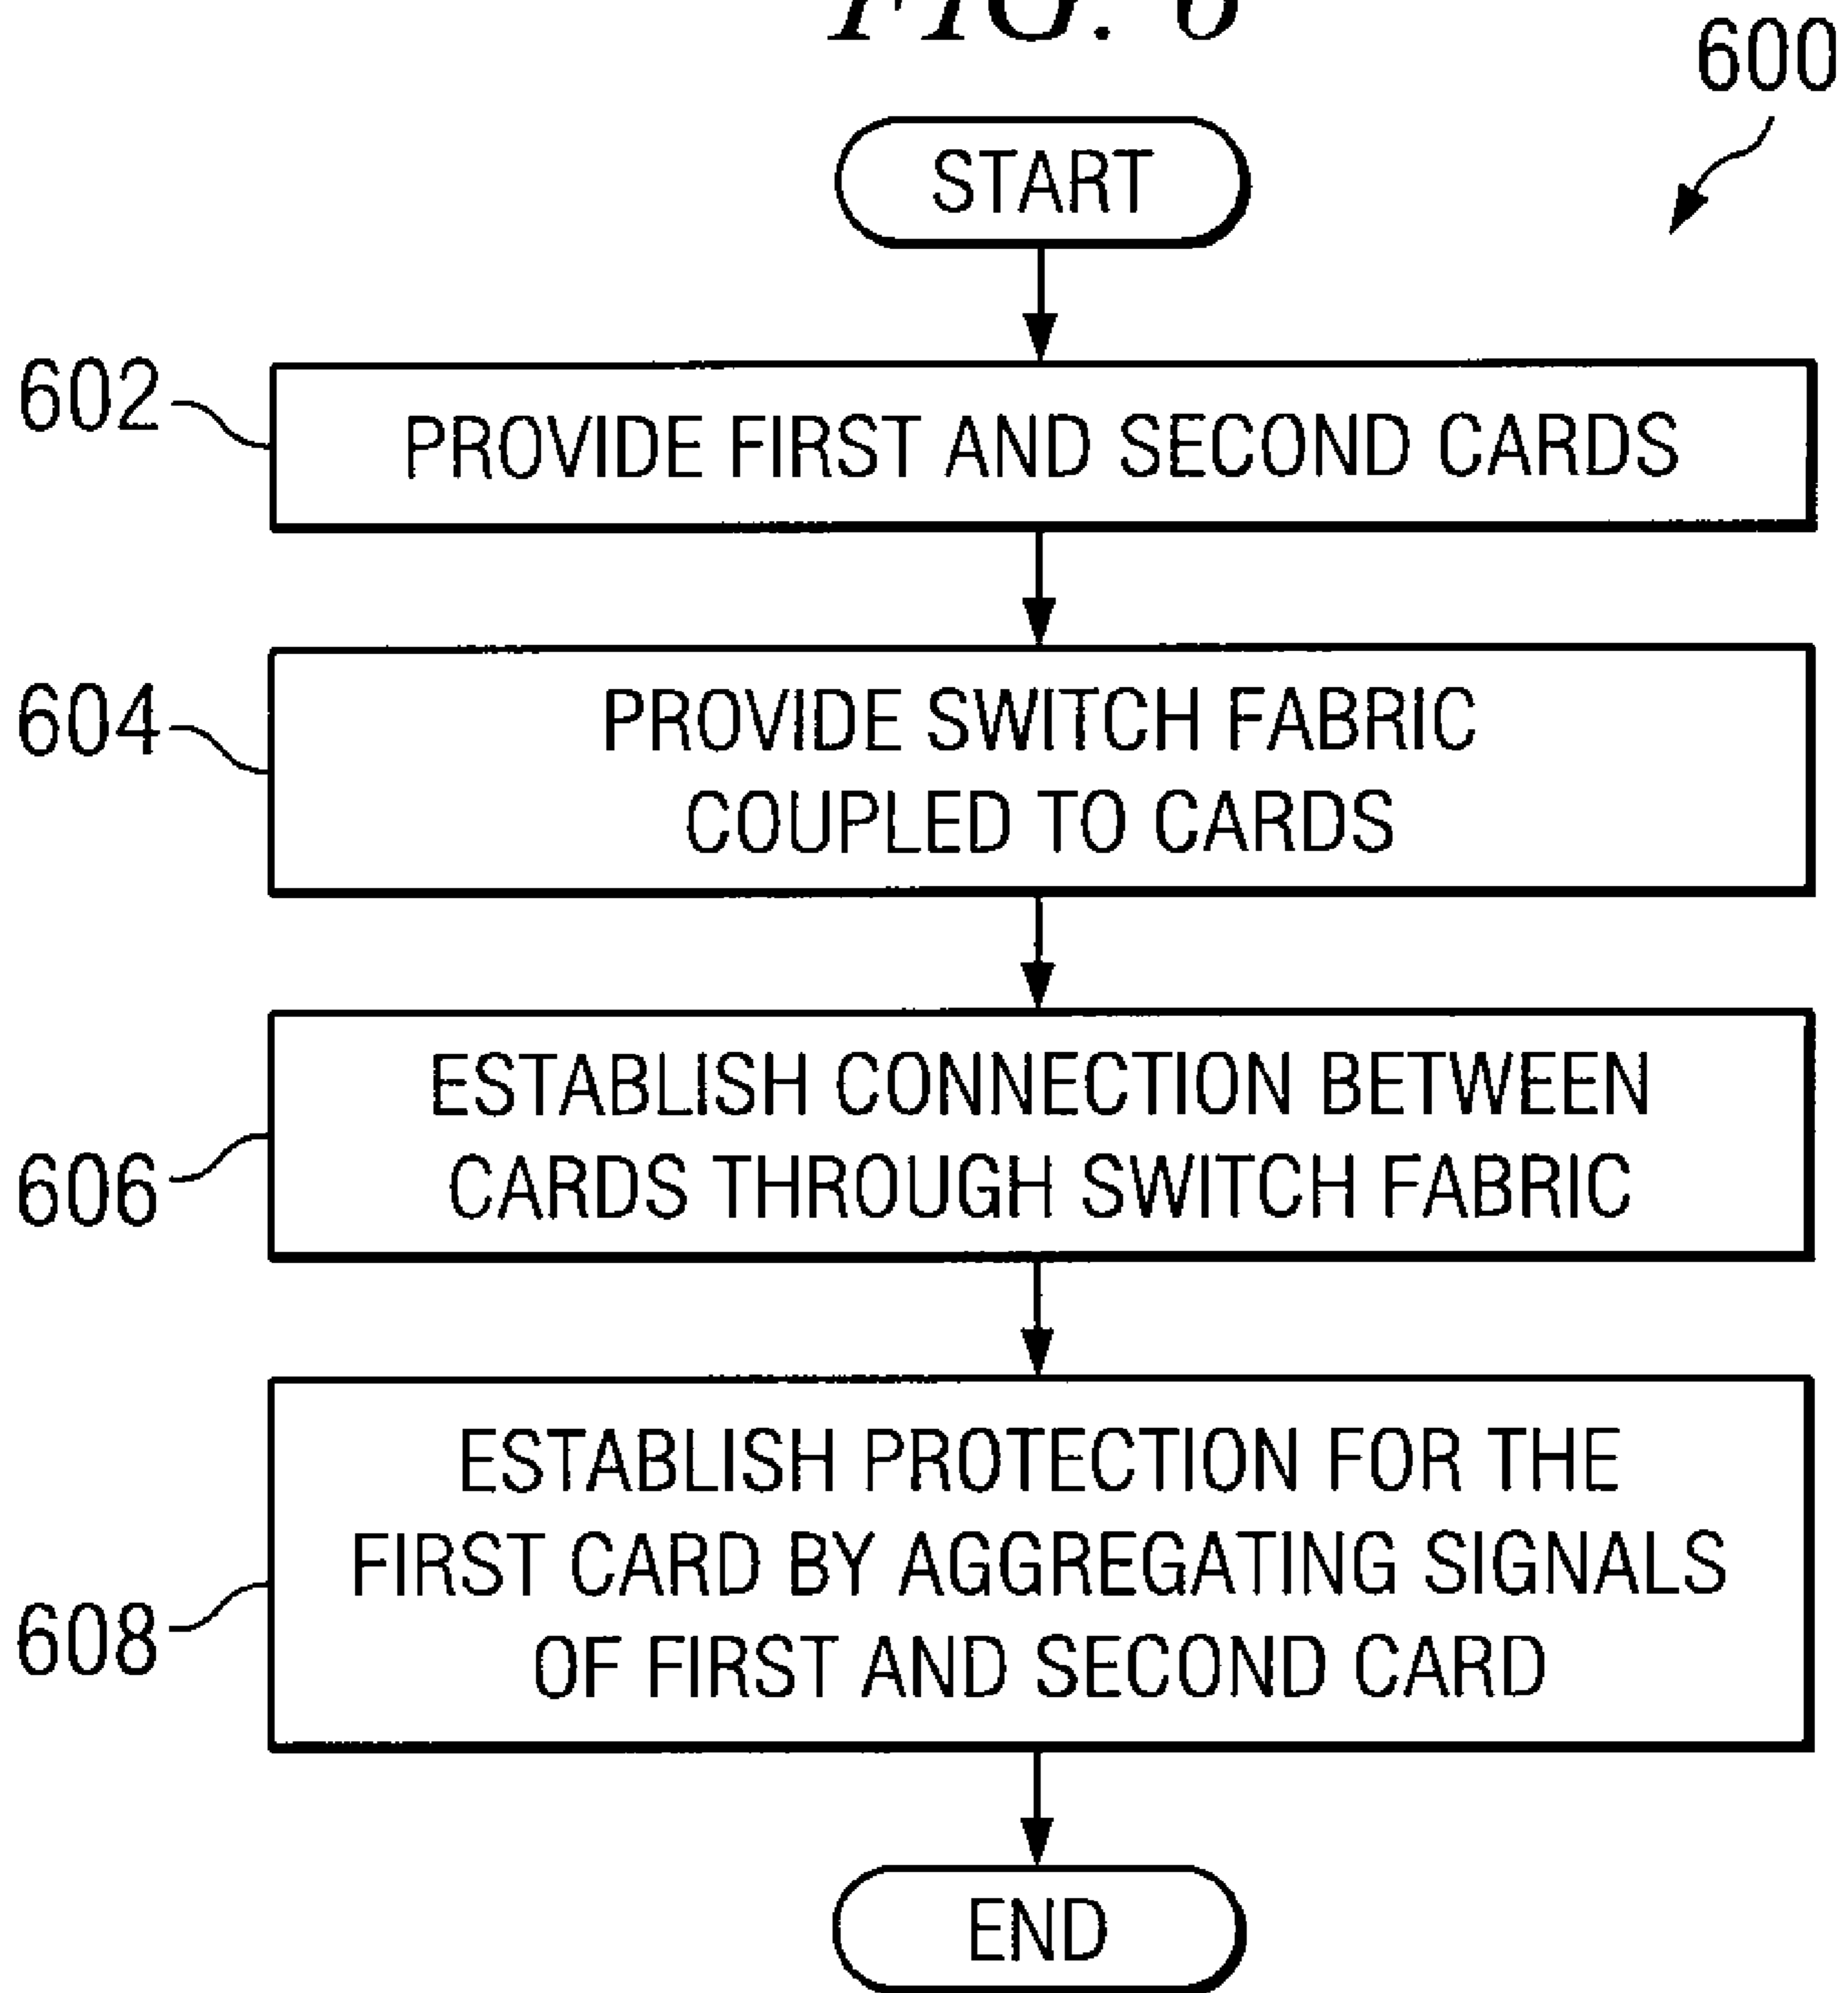 FIG. 6
600
START
602
PROVIDE FIRST AND SECOND CARDS
604
PROVIDE SWITCH FABRIC
COUPLED TO CARDS
606
ESTABLISH CONNECTION BETWEEN
CARDS THROUGH SWITCH FABRIC
608
ESTABLISH PROTECTION FOR THE
FIRST CARD BY AGGREGATING SIGNALS
OF FIRST AND SECOND CARD
END